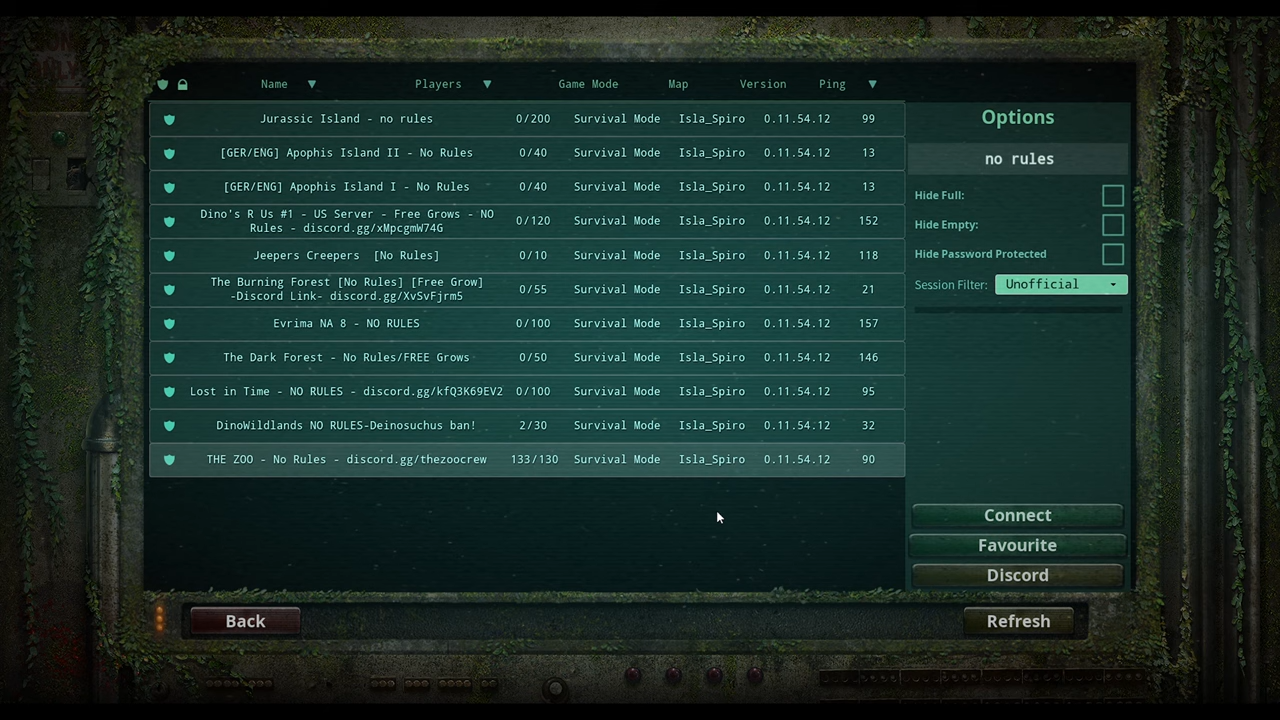 Name Players Game Mode Map Version Ping
Jurassic Island - no rules 0/200 Survival Mode Isla_Spiro 0.11.54.12 99
[GER/ENG] Apophis Island II - No Rules 0/40 Survival Mode Isla_Spiro 0.11.54.12 13
[GER/ENG] Apophis Island I - No Rules 0/40 Survival Mode Isla_Spiro 0.11.54.12 13
Dino's R Us #1 - US Server - Free Grows - NO
Rules - discord.gg/xMpcgmW74G 0/120 Survival Mode Isla_Spiro 0.11.54.12 152
Jeepers Creepers [No Rules] 0/10 Survival Mode Isla_Spiro 0.11.54.12 118
The Burning Forest [No Rules] [Free Grow]
-Discord Link- discord.gg/XvSvFjrm5 0/55 Survival Mode Isla_Spiro 0.11.54.12 21
Evrima NA 8 - NO RULES 0/100 Survival Mode Isla_Spiro 0.11.54.12 157
The Dark Forest - No Rules/FREE Grows 0/50 Survival Mode Isla_Spiro 0.11.54.12 146
Lost in Time - NO RULES - discord.gg/kfQ3K69EV2 0/100 Survival Mode Isla_Spiro 0.11.54.12 95
DinoWildlands NO RULES-Deinosuchus ban! 2/30 Survival Mode Isla_Spiro 0.11.54.12 32
THE ZOO - No Rules - discord.gg/thezoocrew 133/130 Survival Mode Isla_Spiro 0.11.54.12 90
Options
no rules
Hide Full:
Hide Empty:
Hide Password Protected
Session Filter: Unofficial
Connect
Favourite
Discord
Back
Refresh